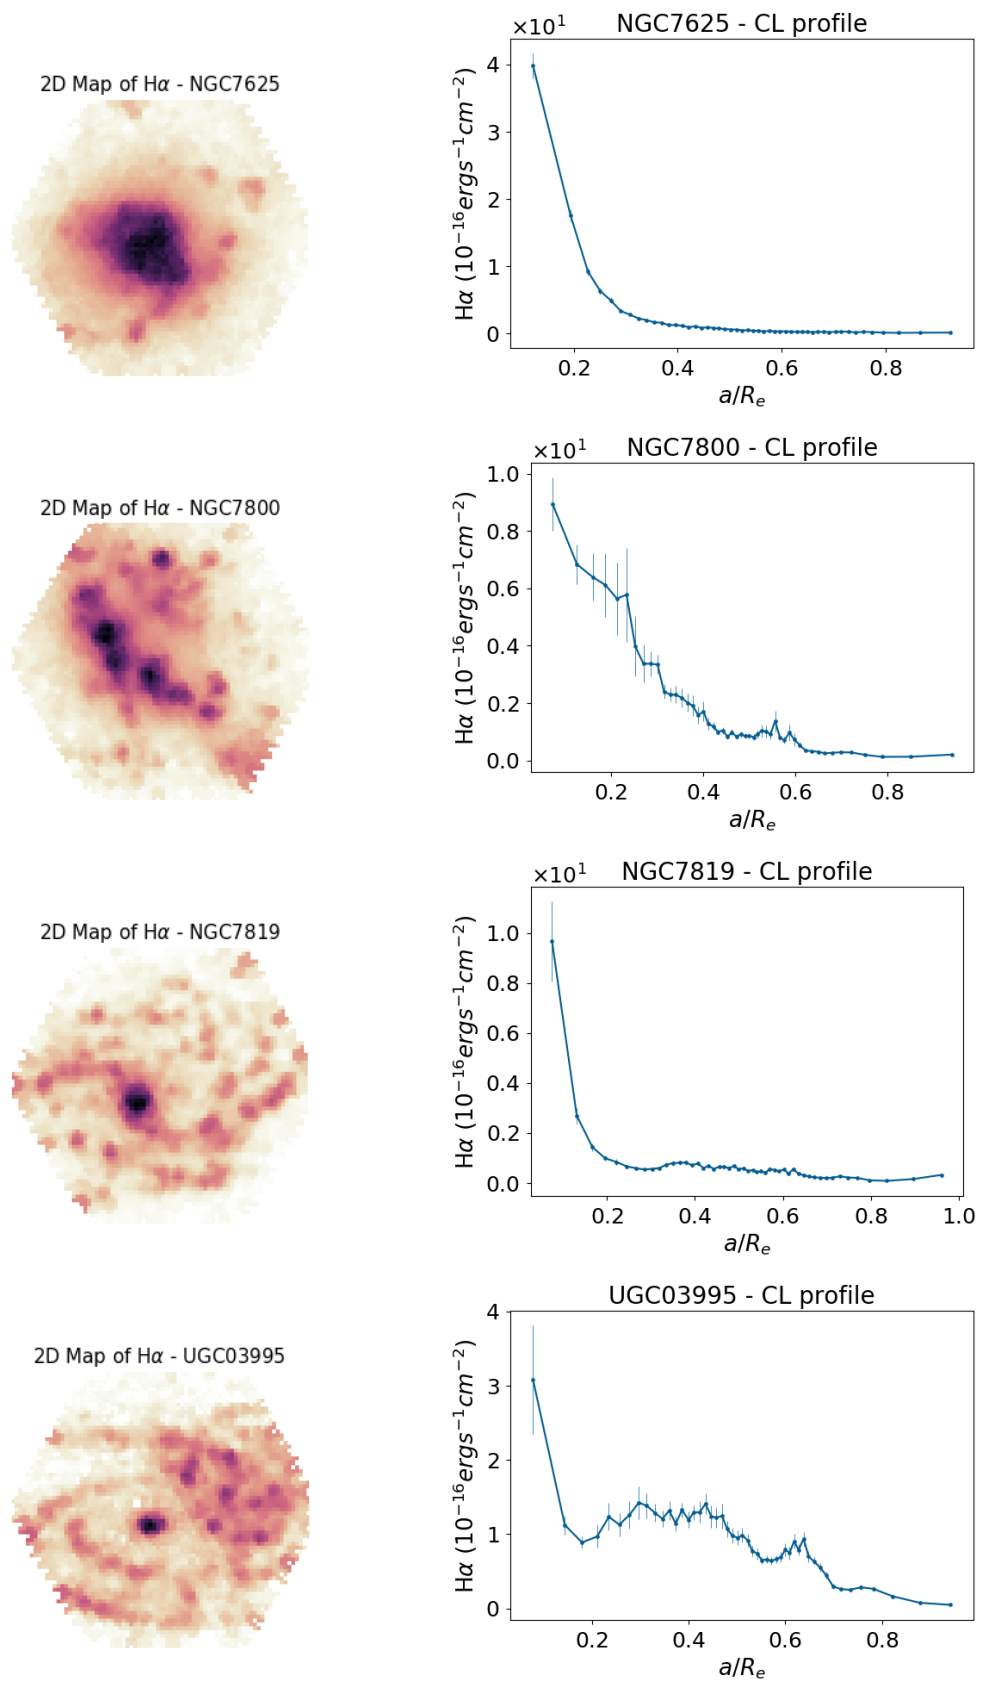 2D Map of Hα - NGC7625
×10¹
NGC7625 - CL profile
Hα (10⁻¹⁶ergs⁻¹cm⁻²)
4
3
2
1
0
0.2 0.4 0.6 0.8
a/Rₑ
2D Map of Hα - NGC7800
×10¹
NGC7800 - CL profile
Hα (10⁻¹⁶ergs⁻¹cm⁻²)
1.0
0.8
0.6
0.4
0.2
0.0
0.2 0.4 0.6 0.8
a/Rₑ
2D Map of Hα - NGC7819
×10¹
NGC7819 - CL profile
Hα (10⁻¹⁶ergs⁻¹cm⁻²)
1.0
0.8
0.6
0.4
0.2
0.0
0.2 0.4 0.6 0.8 1.0
a/Rₑ
2D Map of Hα - UGC03995
UGC03995 - CL profile
Hα (10⁻¹⁶ergs⁻¹cm⁻²)
4
3
2
1
0
0.2 0.4 0.6 0.8
a/Rₑ